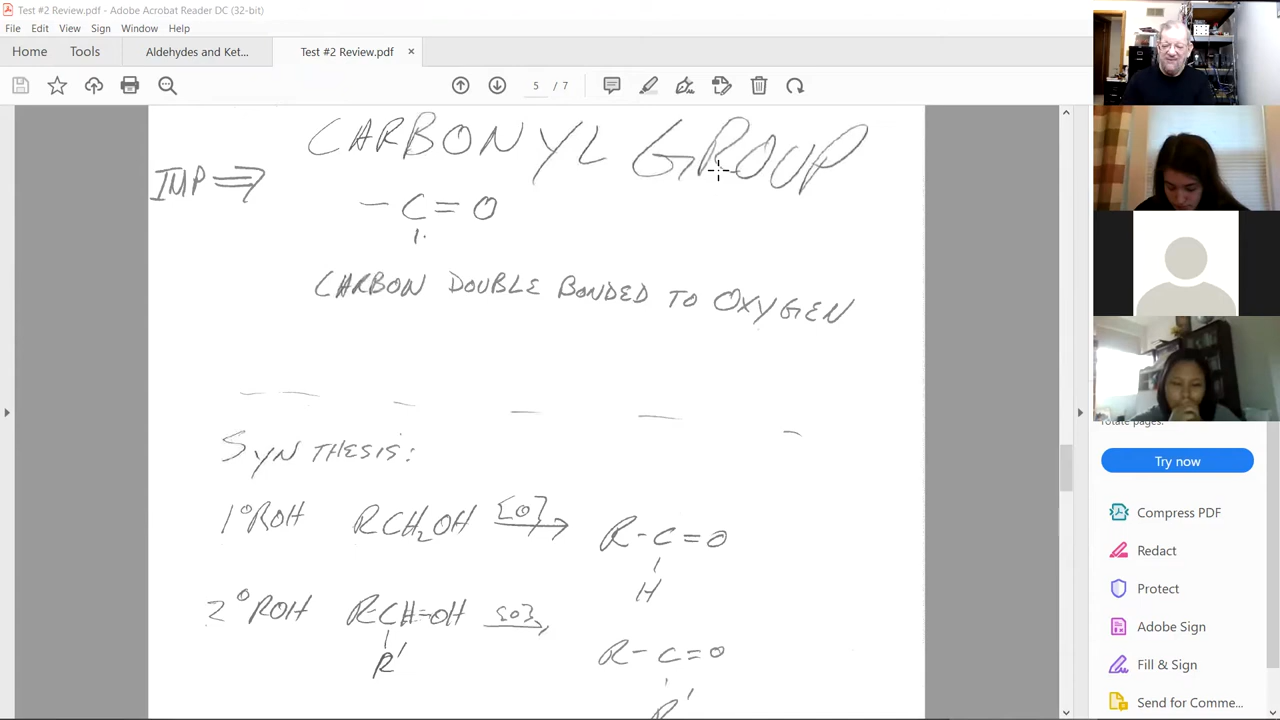 Test #2 Review.pdf - Adobe Acrobat Reader DC (32-bit)
File Edit View Sign Window Help
Home Tools Aldehydes and Ket... Test #2 Review.pdf ×
5 / 7
CARBONYL GROUP
IMP ⇒
– C = O
CARBON DOUBLE BONDED TO OXYGEN
SYNTHESIS:
1° ROH RCH₂OH [O] → R - C = O
H
2° ROH R-CH-OH [O] →
R'
R - C = O
R'
rotate pages.
Try now
Compress PDF
Redact
Protect
Adobe Sign
Fill & Sign
Send for Comme...